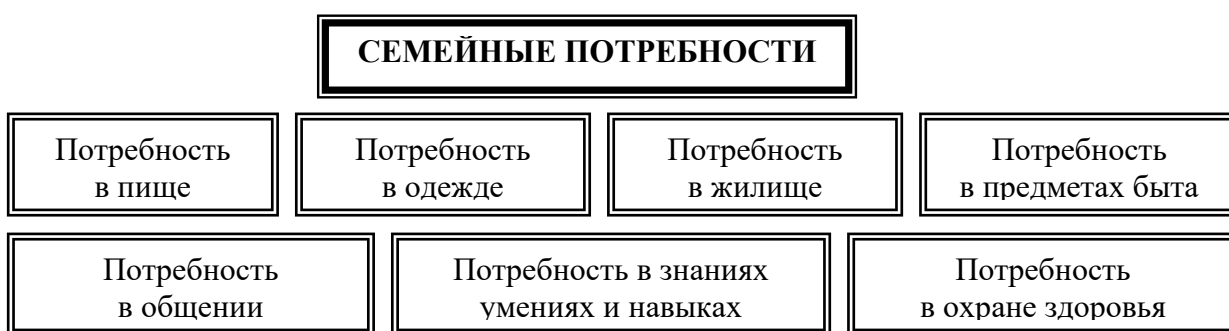 СЕМЕЙНЫЕ ПОТРЕБНОСТИ
Потребность
в пище
Потребность
в одежде
Потребность
в жилище
Потребность
в предметах быта
Потребность
в общении
Потребность в знаниях
умениях и навыках
Потребность
в охране здоровья